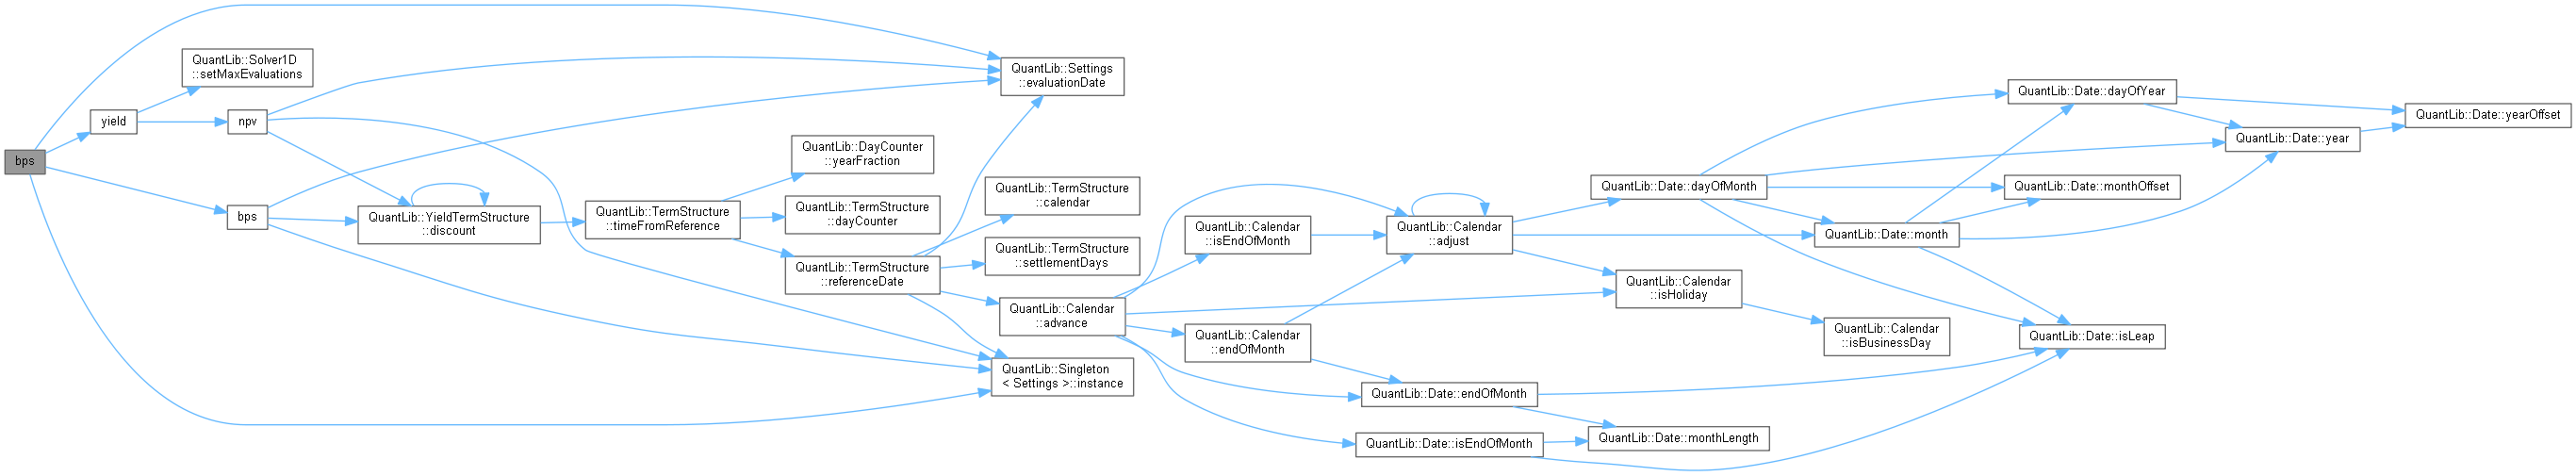 bps
yield
QuantLib::Solver1D
::setMaxEvaluations
npv
bps
QuantLib::YieldTermStructure
::discount
QuantLib::TermStructure
::timeFromReference
QuantLib::DayCounter
::yearFraction
QuantLib::TermStructure
::dayCounter
QuantLib::TermStructure
::referenceDate
QuantLib::Settings
::evaluationDate
QuantLib::TermStructure
::calendar
QuantLib::TermStructure
::settlementDays
QuantLib::Calendar
::advance
QuantLib::Singleton
< Settings >::instance
QuantLib::Calendar
::isEndOfMonth
QuantLib::Calendar
::endOfMonth
QuantLib::Calendar
::adjust
QuantLib::Date::endOfMonth
QuantLib::Date::isEndOfMonth
QuantLib::Date::dayOfMonth
QuantLib::Calendar
::isHoliday
QuantLib::Date::monthLength
QuantLib::Date::month
QuantLib::Calendar
::isBusinessDay
QuantLib::Date::dayOfYear
QuantLib::Date::monthOffset
QuantLib::Date::isLeap
QuantLib::Date::year
QuantLib::Date::yearOffset